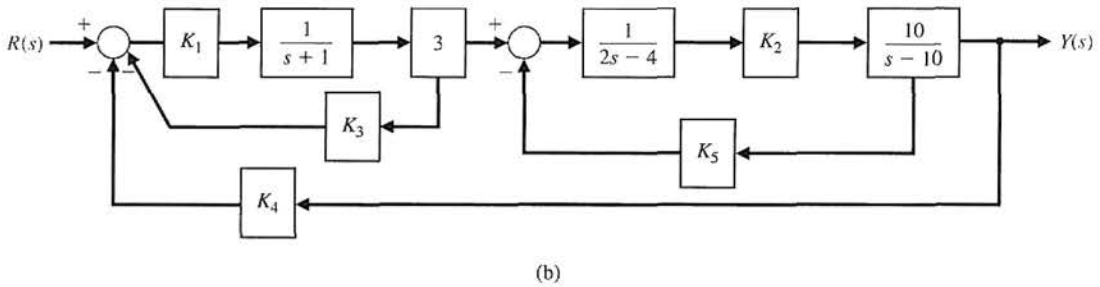 + +
R(s) K₁ 1 / (s + 1) 3 1 / (2s − 4) K₂ 10 / (s − 10) Y(s)
− − −
K₃
K₅
K₄
(b)